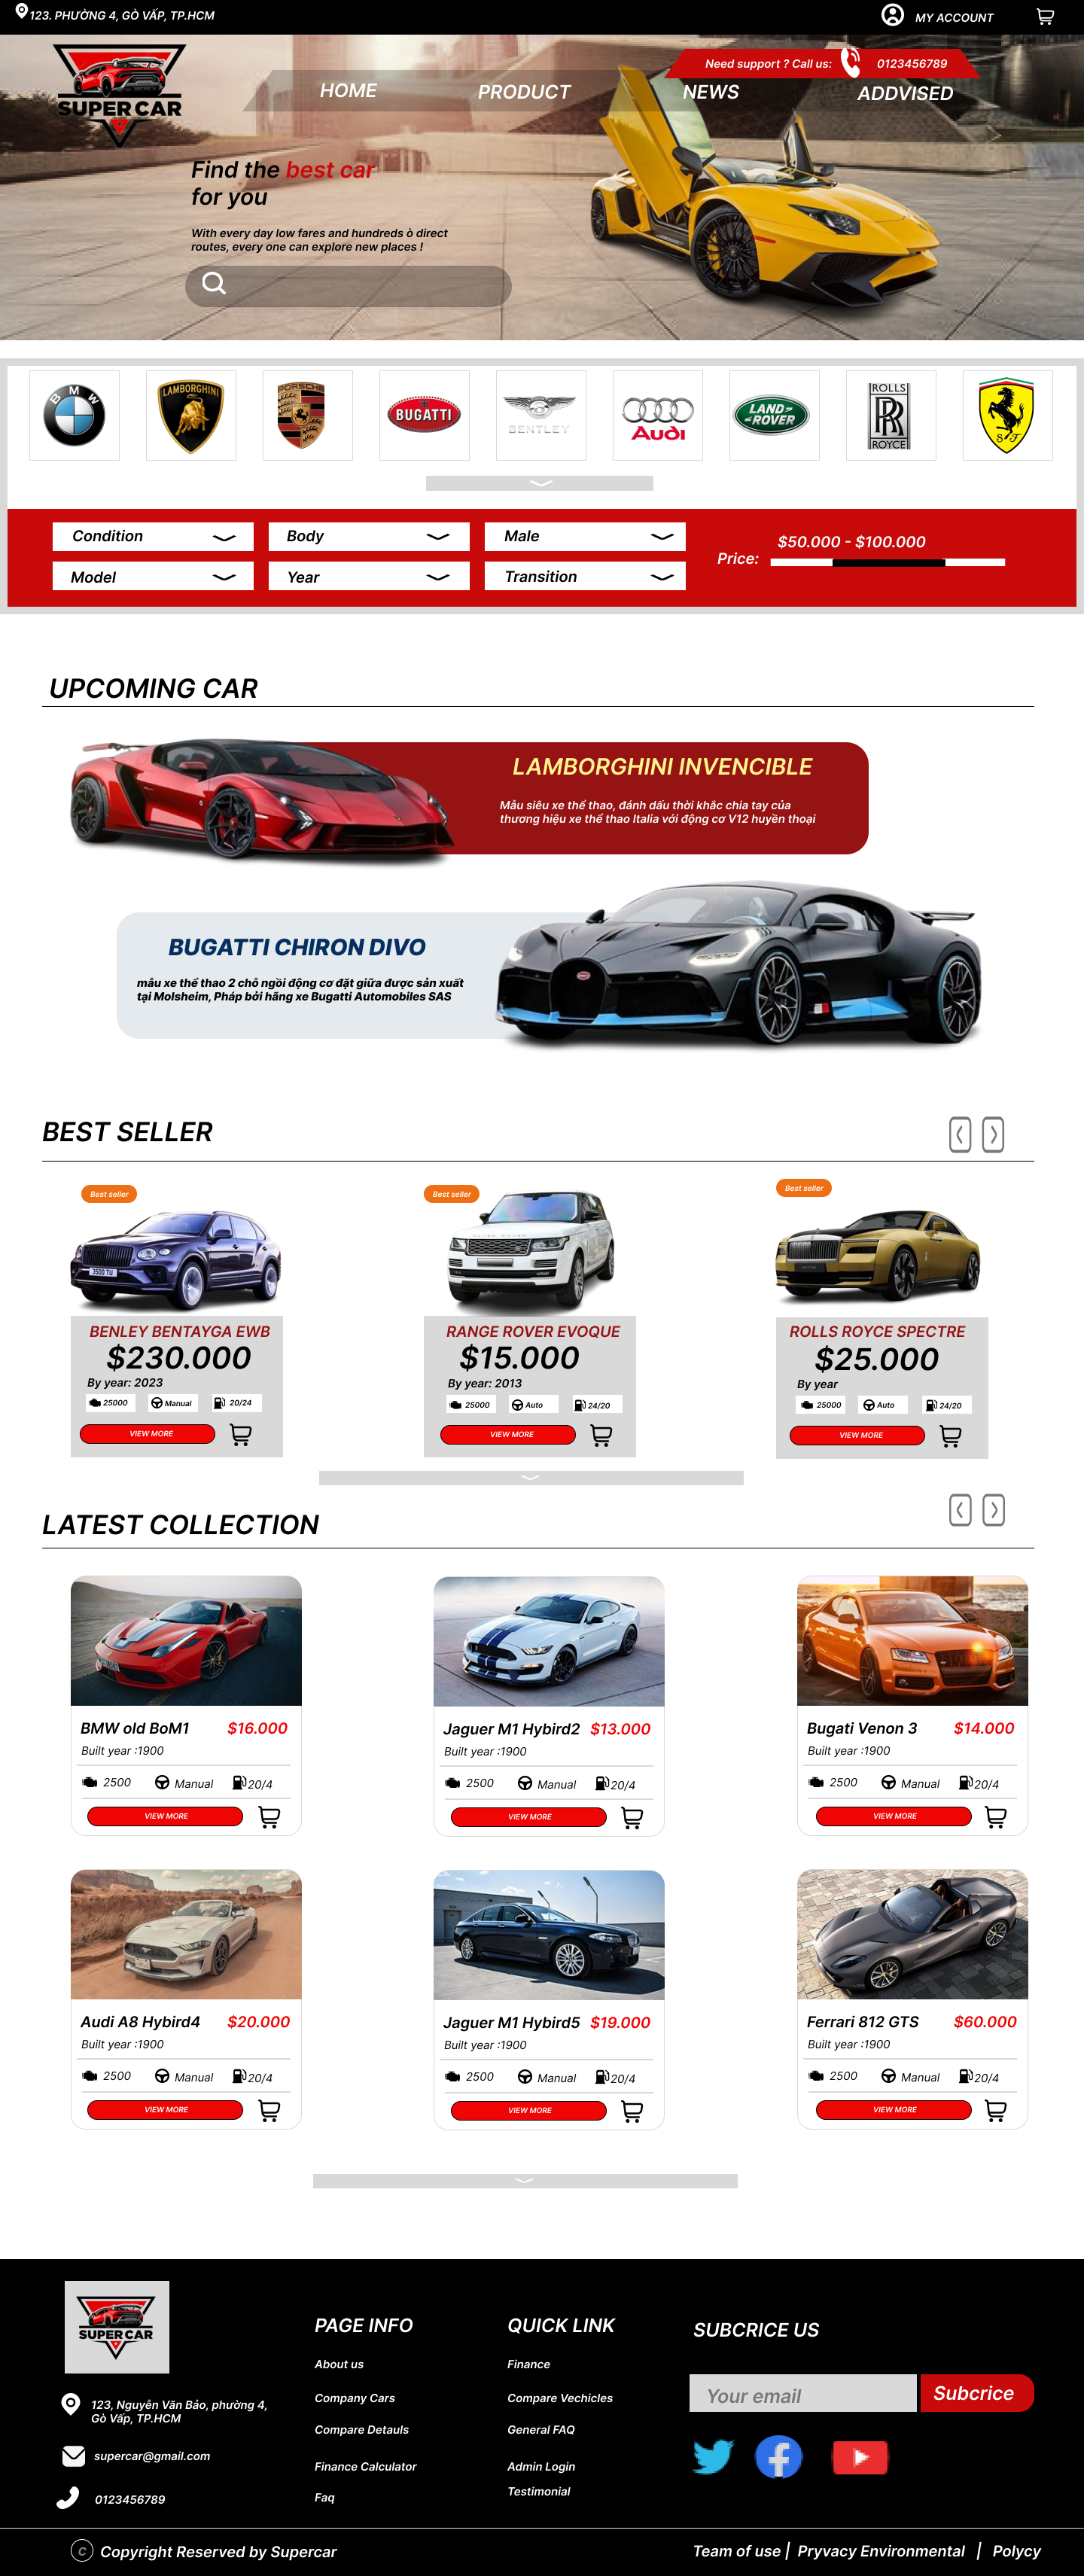 123. PHƯỜNG 4, GÒ VẤP, TP.HCM
MY ACCOUNT
Need support ? Call us:
0123456789
SUPER CAR
HOME
PRODUCT
NEWS
ADDVISED
Find the best car
for you
With every day low fares and hundreds ò direct
routes, every one can explore new places !
BMW
LAMBORGHINI
PORSCHE
BUGATTI
BENTLEY
Audi
LAND
ROVER
ROLLS
RR
ROYCE
S F
Condition
Body
Male
Model
Year
Transition
Price:
$50.000 - $100.000
UPCOMING CAR
LAMBORGHINI INVENCIBLE
Mẫu siêu xe thể thao, đánh dấu thời khắc chia tay của
thương hiệu xe thể thao Italia với động cơ V12 huyền thoại
BUGATTI CHIRON DIVO
mẫu xe thể thao 2 chỗ ngồi động cơ đặt giữa được sản xuất
tại Molsheim, Pháp bởi hãng xe Bugatti Automobiles SAS
BEST SELLER
Best seller
Best seller
Best seller
BENLEY BENTAYGA EWB
$230.000
By year: 2023
25000
Manual
20/24
VIEW MORE
RANGE ROVER EVOQUE
$15.000
By year: 2013
25000
Auto
24/20
VIEW MORE
ROLLS ROYCE SPECTRE
$25.000
By year
25000
Auto
24/20
VIEW MORE
LATEST COLLECTION
BMW old BoM1
$16.000
Built year :1900
2500
Manual
20/4
VIEW MORE
Jaguer M1 Hybird2
$13.000
Built year :1900
2500
Manual
20/4
VIEW MORE
Bugati Venon 3
$14.000
Built year :1900
2500
Manual
20/4
VIEW MORE
Audi A8 Hybird4
$20.000
Built year :1900
2500
Manual
20/4
VIEW MORE
Jaguer M1 Hybird5
$19.000
Built year :1900
2500
Manual
20/4
VIEW MORE
Ferrari 812 GTS
$60.000
Built year :1900
2500
Manual
20/4
VIEW MORE
SUPER CAR
123, Nguyễn Văn Bảo, phường 4,
Gò Vấp, TP.HCM
supercar@gmail.com
0123456789
PAGE INFO
About us
Company Cars
Compare Detauls
Finance Calculator
Faq
QUICK LINK
Finance
Compare Vechicles
General FAQ
Admin Login
Testimonial
SUBCRICE US
Your email
Subcrice
C Copyright Reserved by Supercar
Team of use | Pryvacy Environmental | Polycy